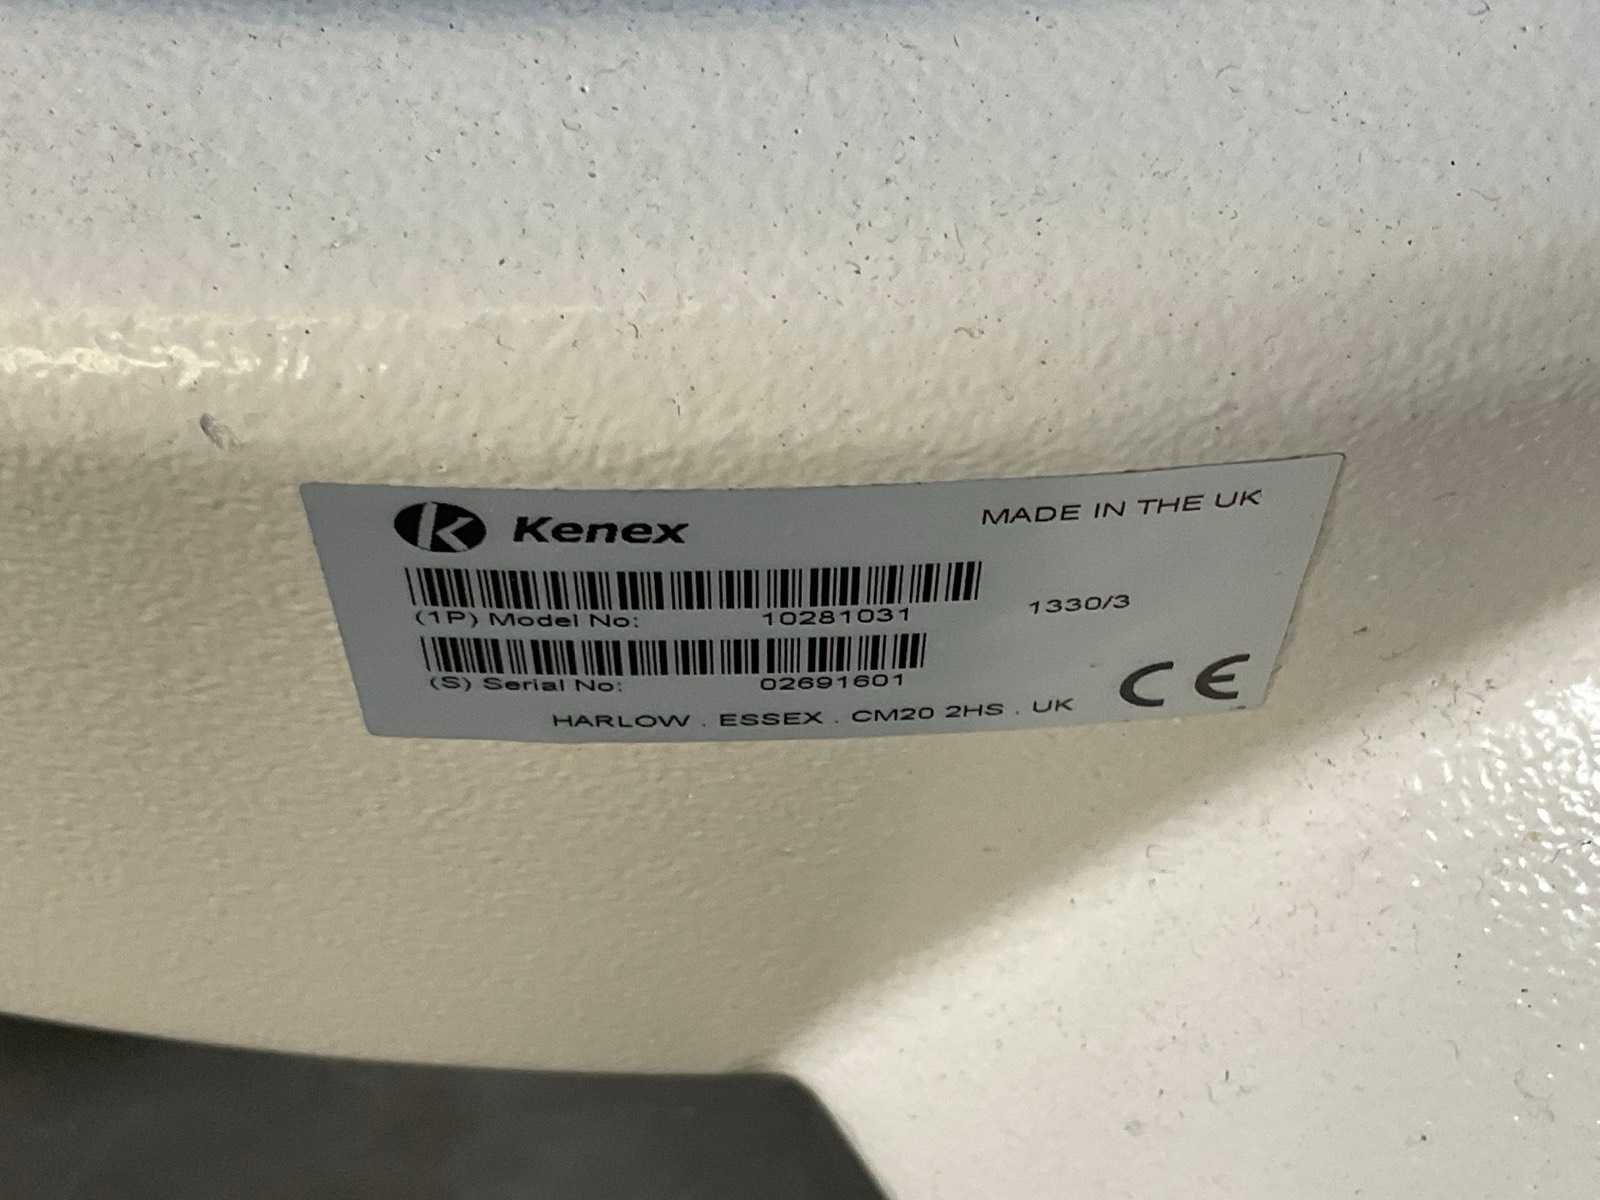 K Kenex
MADE IN THE UK
(1P) Model No: 10281031
1330/3
(S) Serial No: 02691601
CE
HARLOW . ESSEX . CM20 2HS . UK